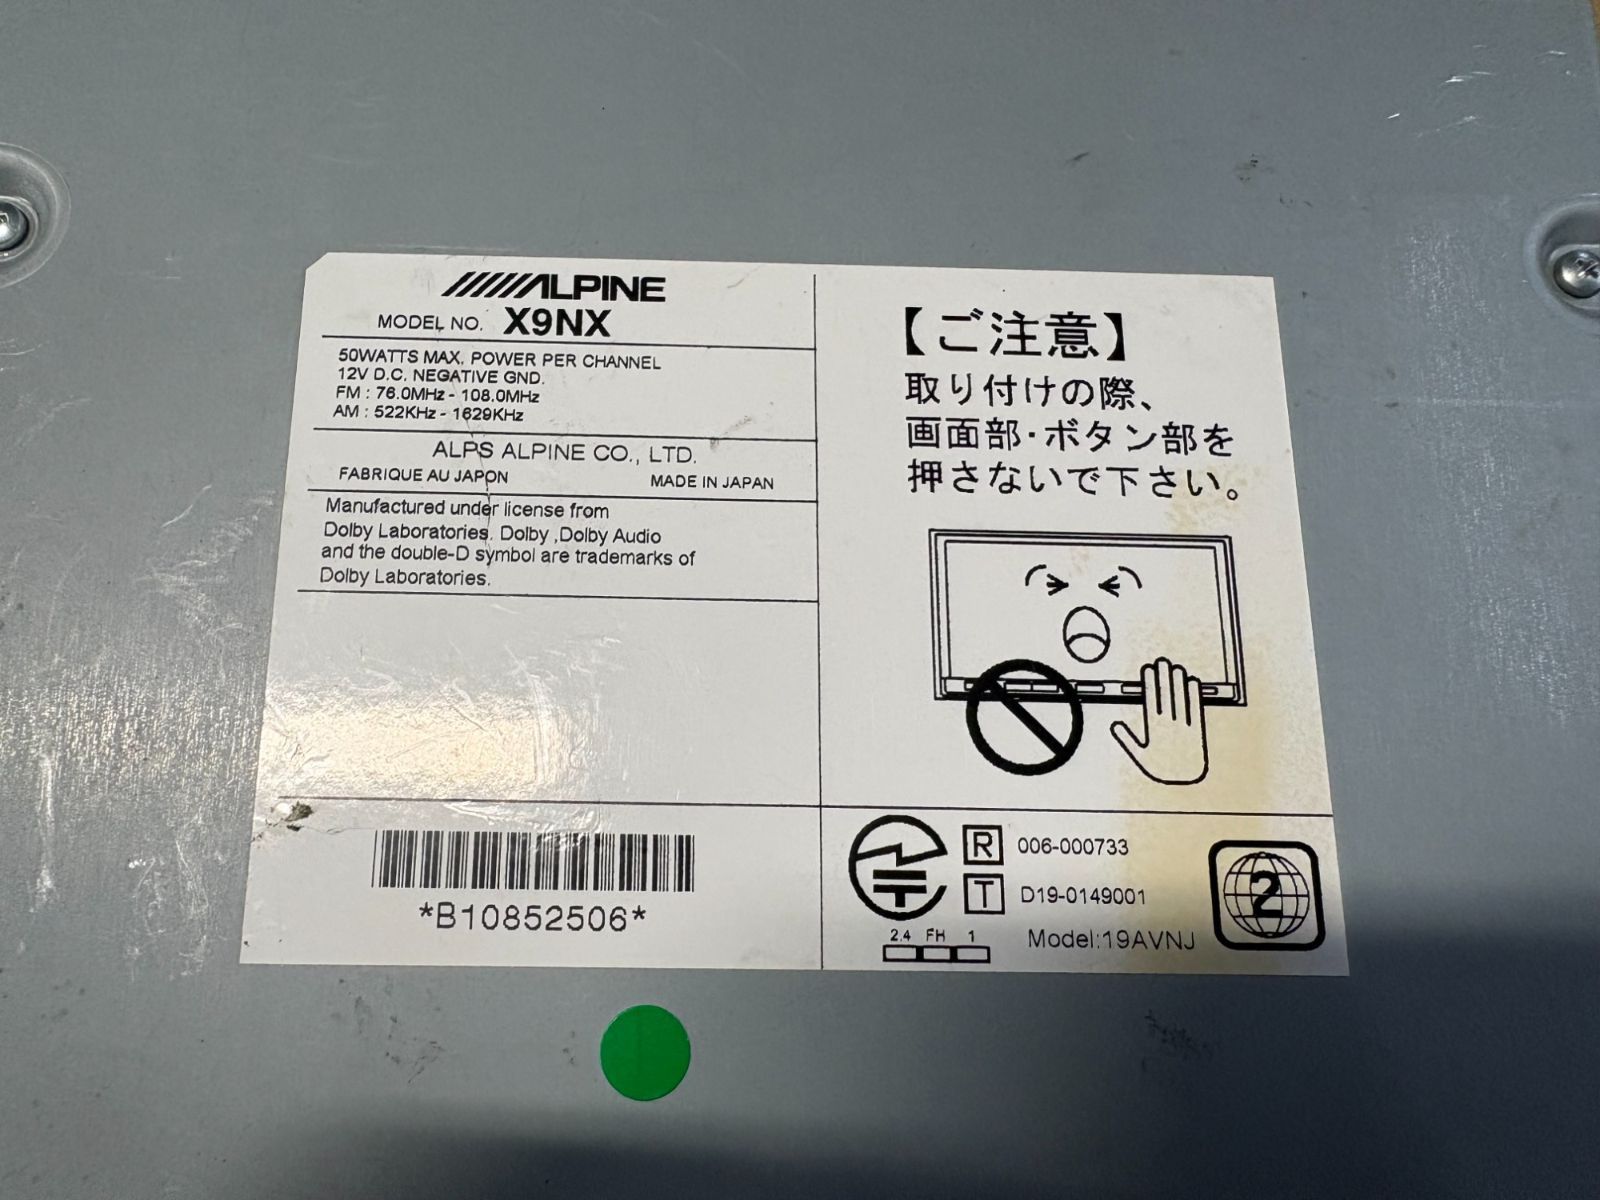 ALPINE
MODEL NO. X9NX
50WATTS MAX. POWER PER CHANNEL
12V D.C. NEGATIVE GND.
FM : 76.0MHz - 108.0MHz
AM : 522KHz - 1629KHz
ALPS ALPINE CO., LTD.
FABRIQUE AU JAPON MADE IN JAPAN
Manufactured under license from
Dolby Laboratories. Dolby ,Dolby Audio
and the double-D symbol are trademarks of
Dolby Laboratories.
*B10852506*
【ご注意】
取り付けの際、
画面部・ボタン部を
押さないで下さい。
R 006-000733
T D19-0149001
2.4 FH 1
Model:19AVNJ
2